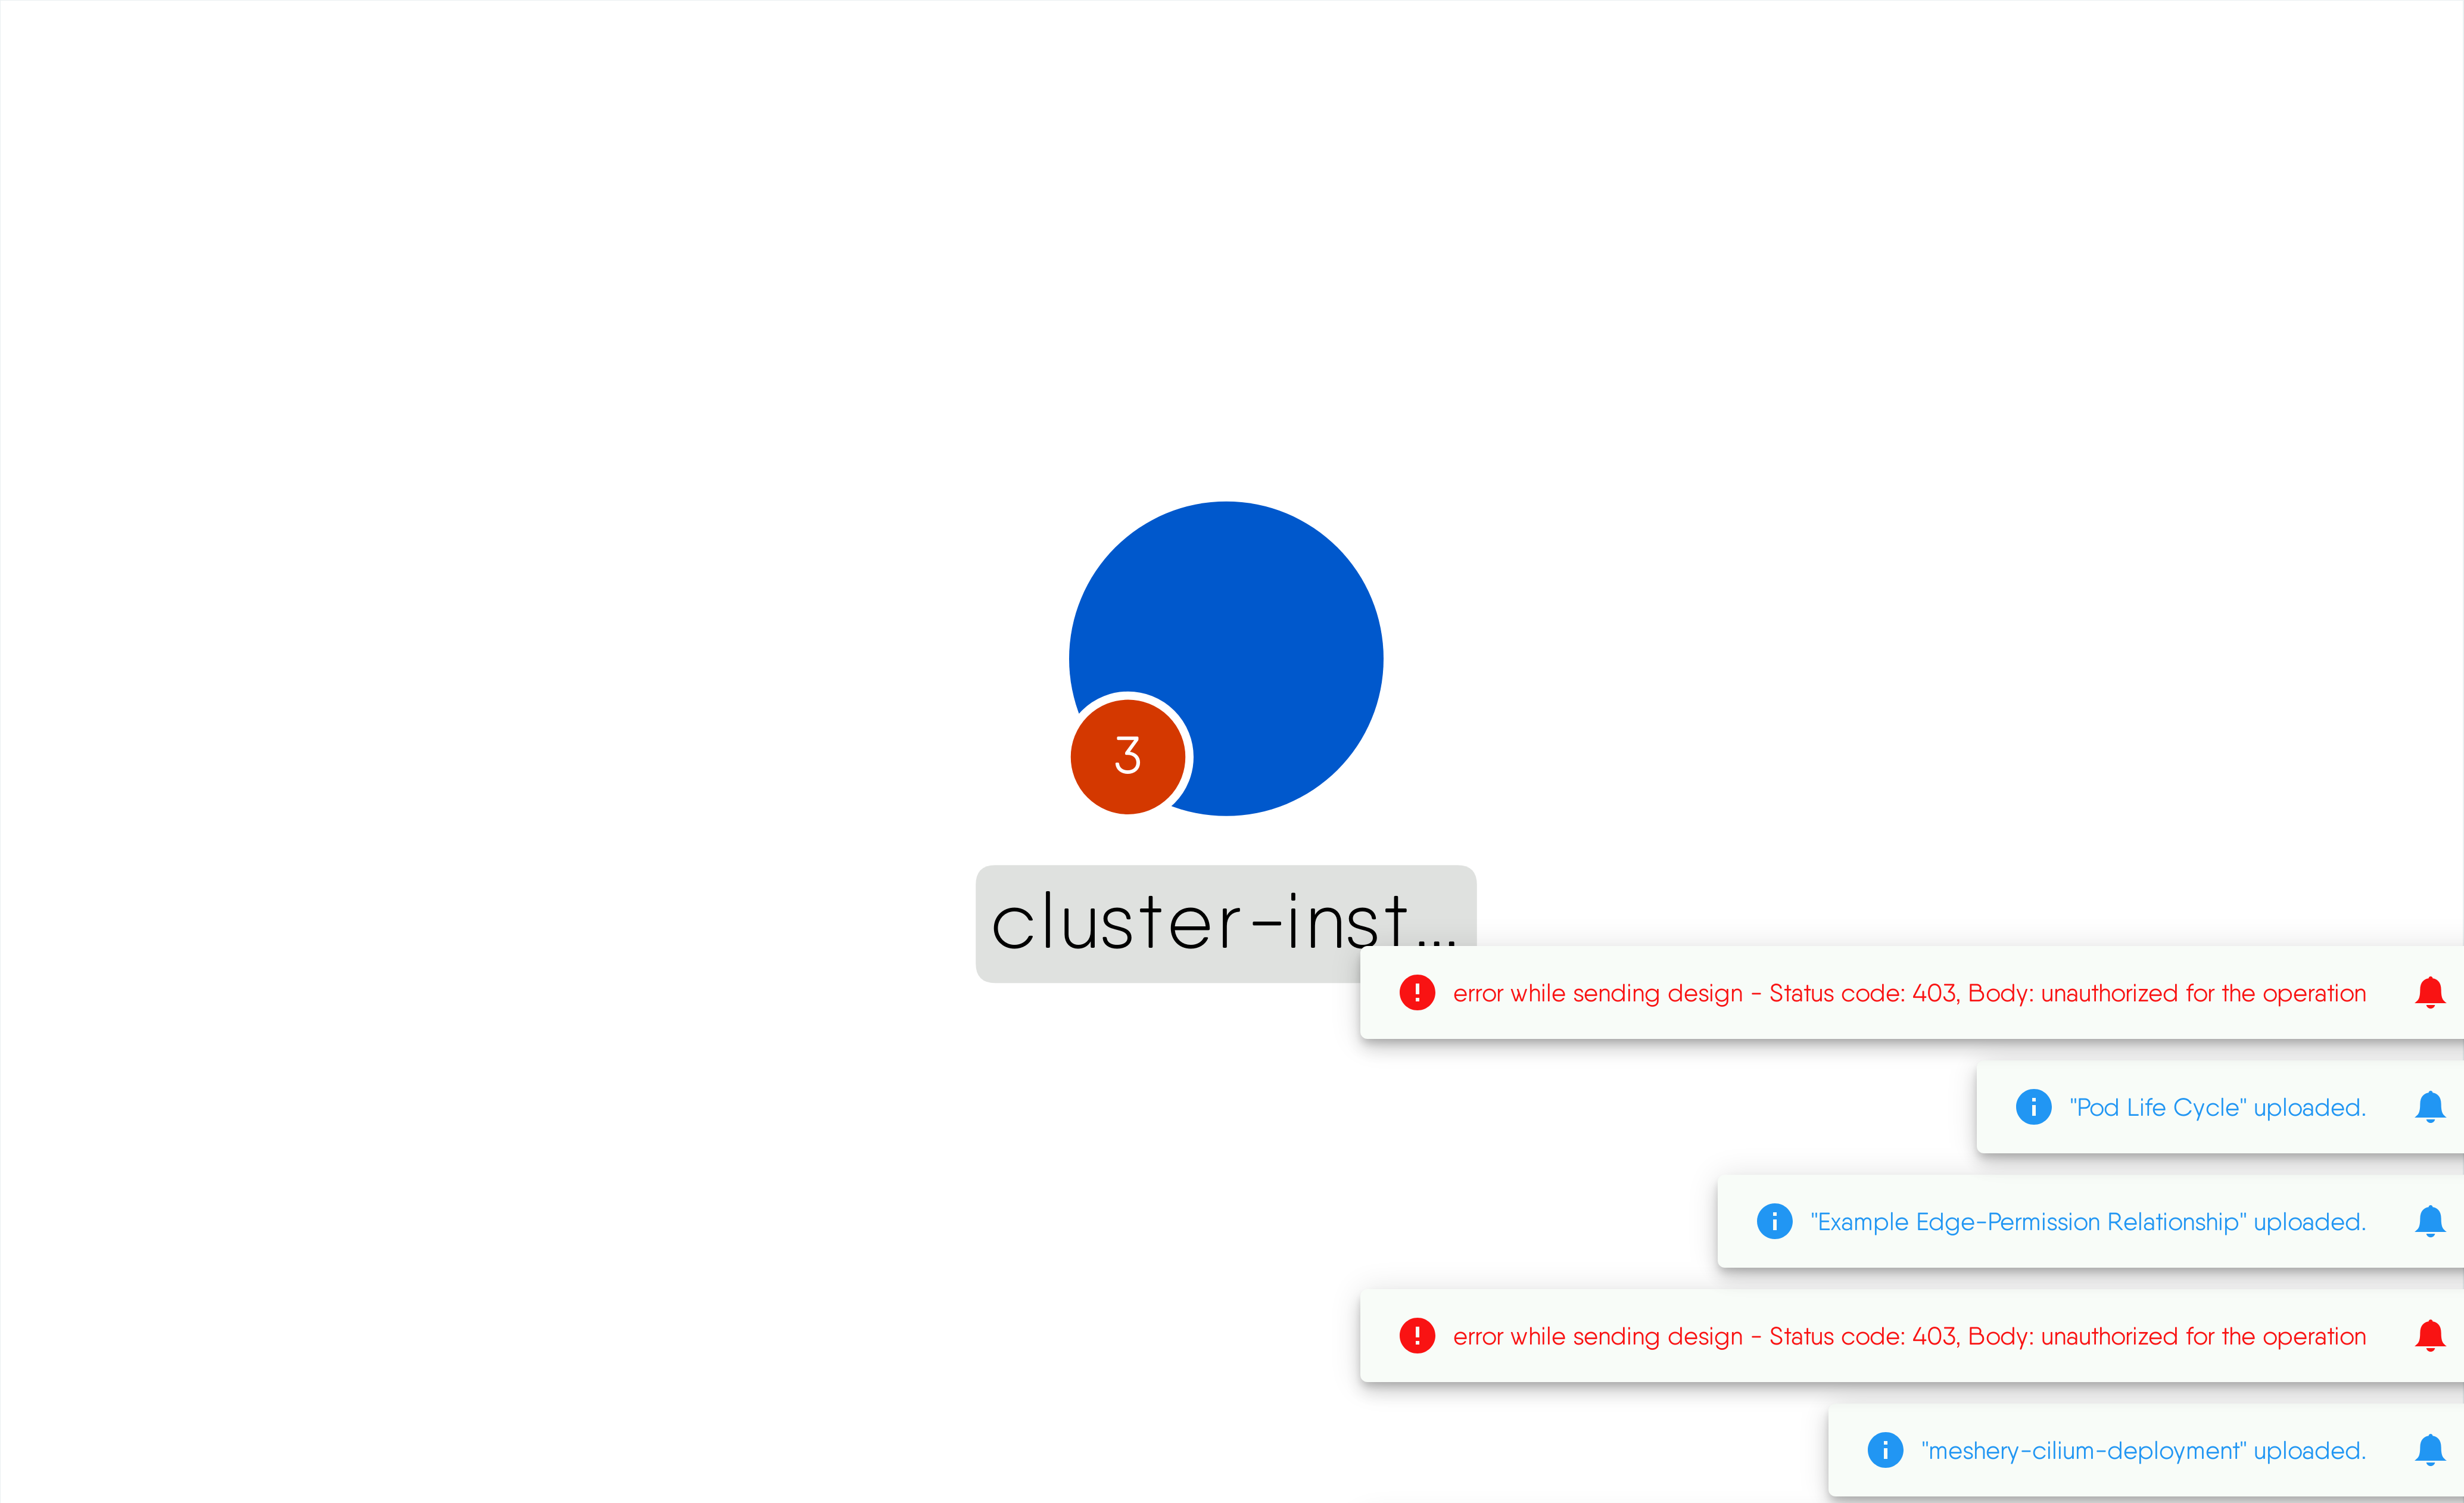 3
cluster-inst...
error while sending design - Status code: 403, Body: unauthorized for the operation
"Pod Life Cycle" uploaded.
"Example Edge-Permission Relationship" uploaded.
error while sending design - Status code: 403, Body: unauthorized for the operation
"meshery-cilium-deployment" uploaded.